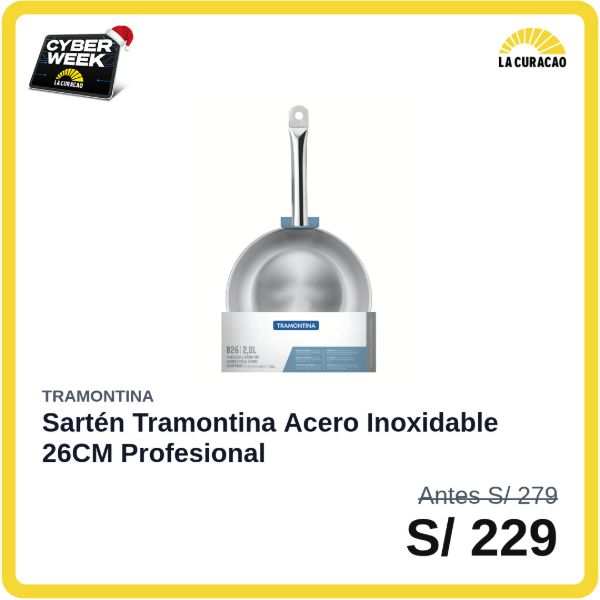 CYBER
WEEK
LA CURACAO
LA CURACAO
TRAMONTINA
Ø26 | 2,0L
TRAMONTINA
Sartén Tramontina Acero Inoxidable
26CM Profesional
Antes S/ 279
S/ 229